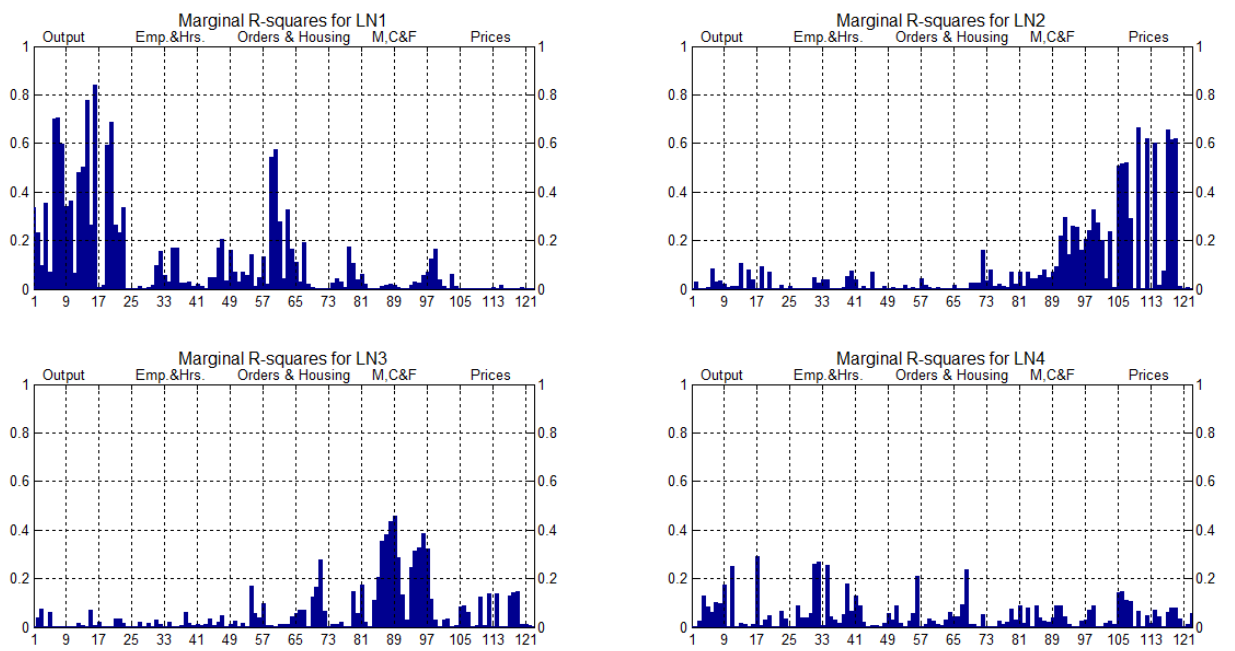 Marginal R-squares for LN1
Output Emp.&Hrs. Orders & Housing M,C&F Prices
1 1
0.8 0.8
0.6 0.6
0.4 0.4
0.2 0.2
0 0
1 9 17 25 33 41 49 57 65 73 81 89 97 105 113 121
Marginal R-squares for LN2
Output Emp.&Hrs. Orders & Housing M,C&F Prices
1 1
0.8 0.8
0.6 0.6
0.4 0.4
0.2 0.2
0 0
1 9 17 25 33 41 49 57 65 73 81 89 97 105 113 121
Marginal R-squares for LN3
Output Emp.&Hrs. Orders & Housing M,C&F Prices
1 1
0.8 0.8
0.6 0.6
0.4 0.4
0.2 0.2
0 0
1 9 17 25 33 41 49 57 65 73 81 89 97 105 113 121
Marginal R-squares for LN4
Output Emp.&Hrs. Orders & Housing M,C&F Prices
1 1
0.8 0.8
0.6 0.6
0.4 0.4
0.2 0.2
0 0
1 9 17 25 33 41 49 57 65 73 81 89 97 105 113 121